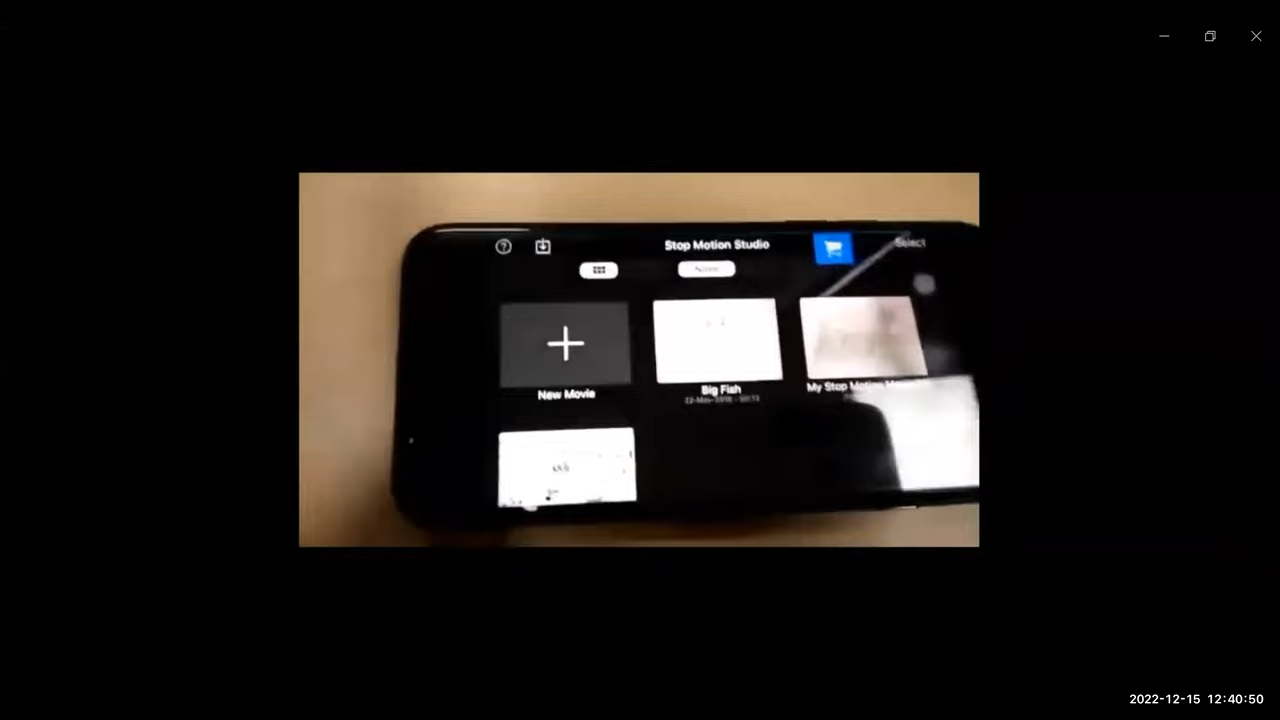 Stop Motion Studio
Select
New Movie
Big Fish
My Stop Motion
2022-12-15 12:40:50